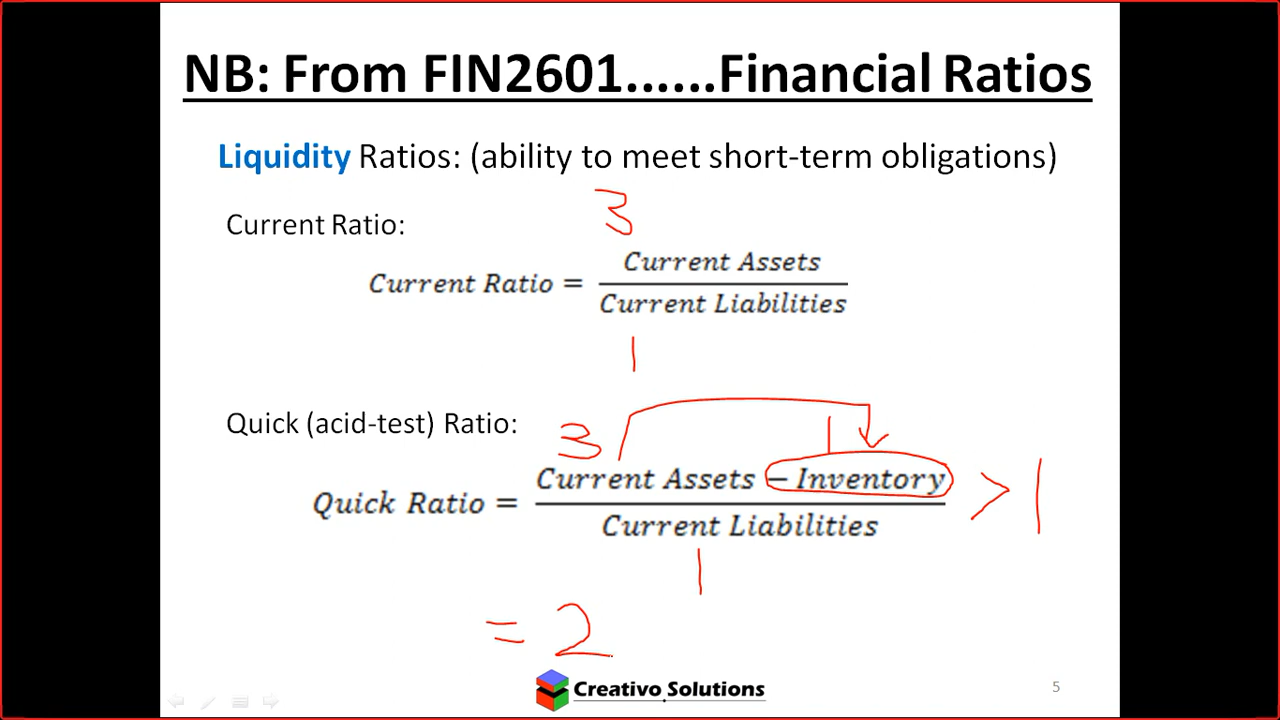 NB: From FIN2601......Financial Ratios
Liquidity Ratios: (ability to meet short-term obligations)
3
Current Ratio:
Current Ratio = Current Assets
Current Liabilities
1
Quick (acid-test) Ratio:
3 1
Quick Ratio = Current Assets − Inventory > 1
Current Liabilities
1
= 2
Creativo Solutions
5